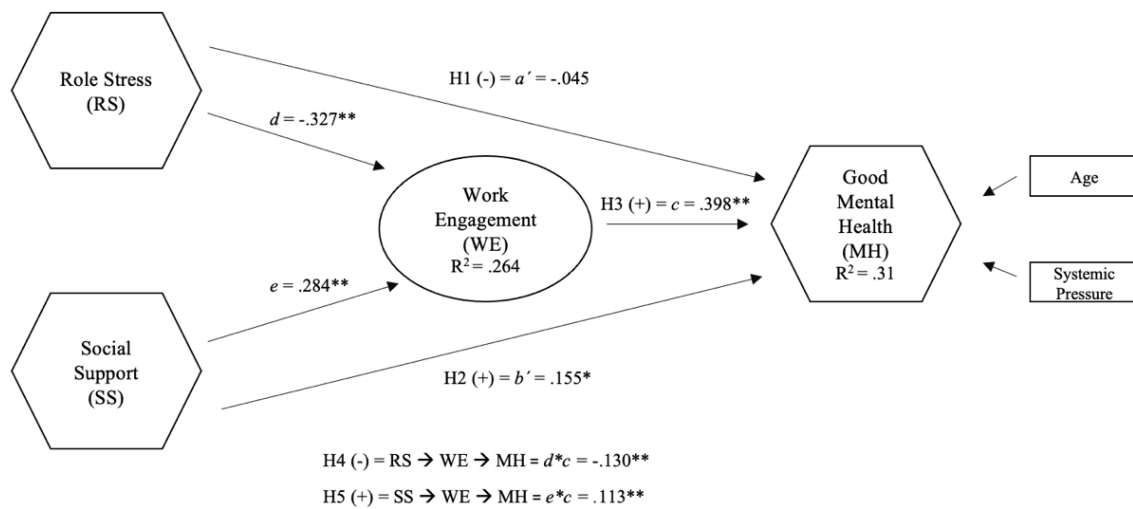 Role Stress
(RS)
H1 (-) = a´ = -.045
d = -.327**
Work
Engagement
(WE)
R² = .264
H3 (+) = c = .398**
Good
Mental
Health
(MH)
R² = .31
Age
Systemic
Pressure
e = .284**
Social
Support
(SS)
H2 (+) = b´ = .155*
H4 (-) = RS → WE → MH = d*c = -.130**
H5 (+) = SS → WE → MH = e*c = .113**